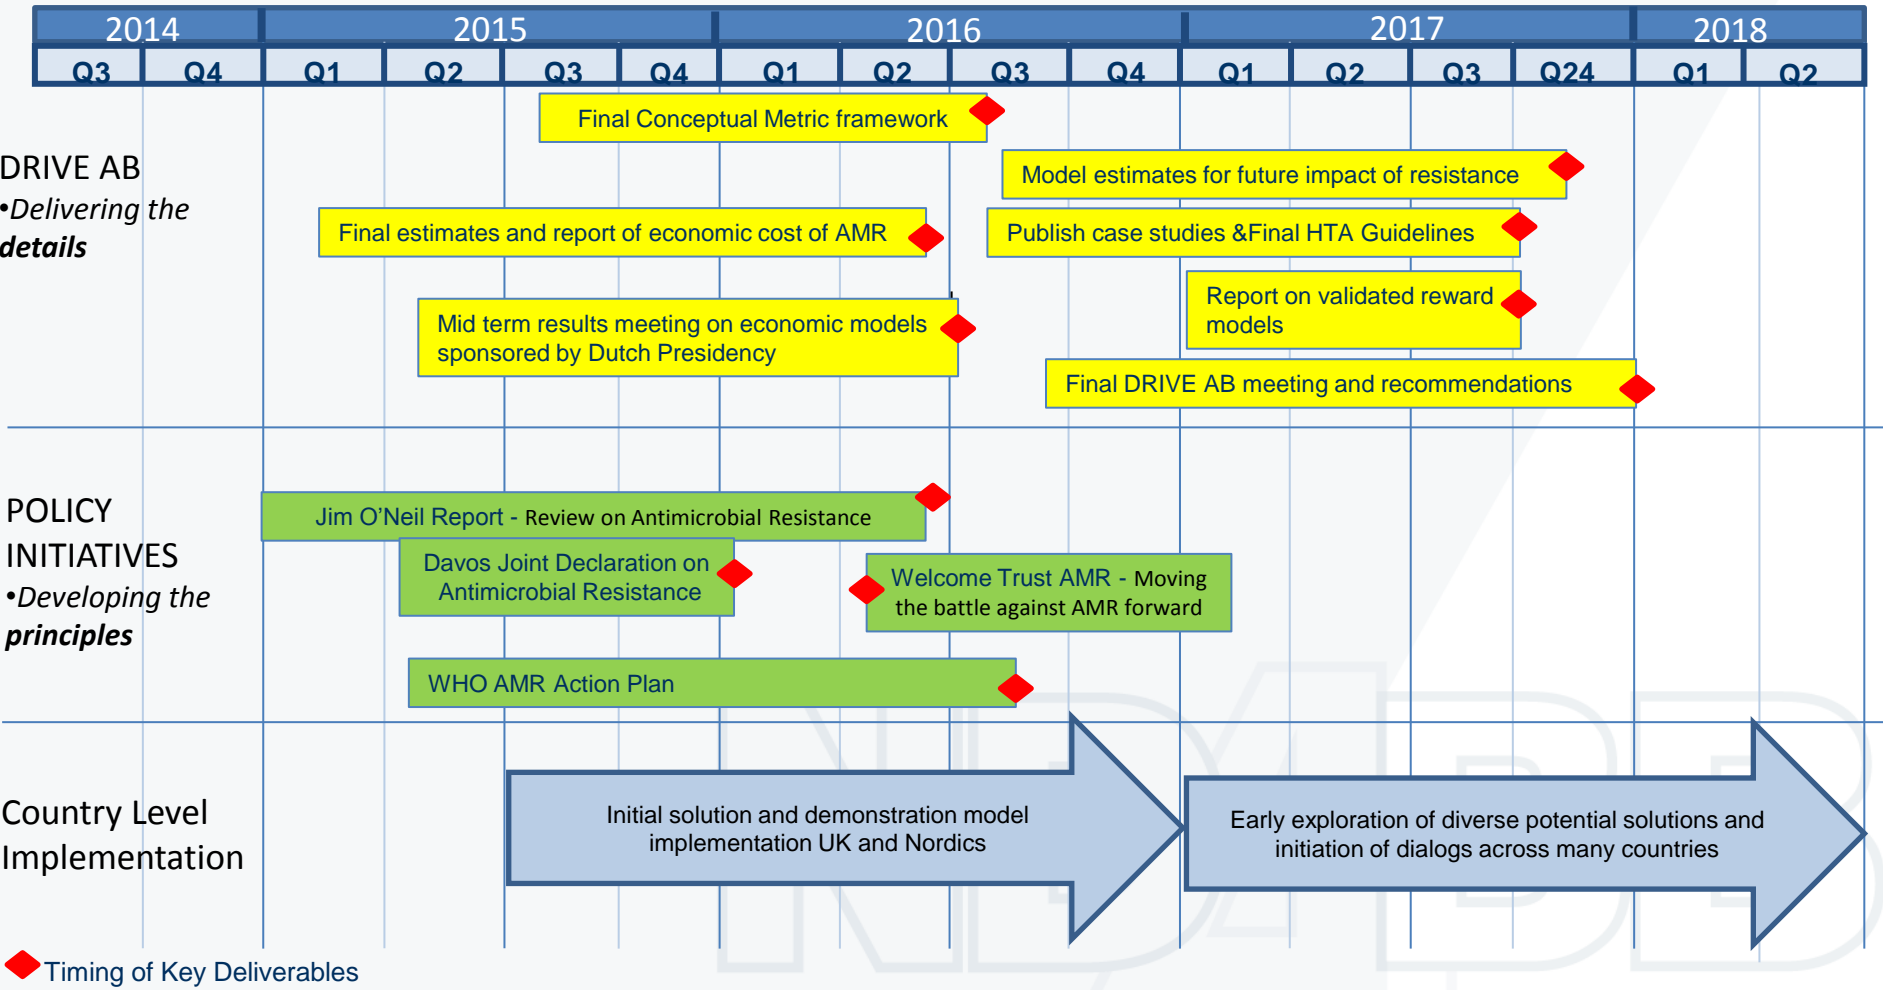 2014 2015 2016 2017 2018
Q3 Q4 Q1 Q2 Q3 Q4 Q1 Q2 Q3 Q4 Q1 Q2 Q3 Q24 Q1 Q2
DRIVE AB
•Delivering the
details
Final Conceptual Metric framework
Model estimates for future impact of resistance
Final estimates and report of economic cost of AMR
Publish case studies &Final HTA Guidelines
Mid term results meeting on economic models
sponsored by Dutch Presidency
Report on validated reward
models
Final DRIVE AB meeting and recommendations
POLICY
INITIATIVES
•Developing the
principles
Jim O'Neil Report - Review on Antimicrobial Resistance
Davos Joint Declaration on
Antimicrobial Resistance
Welcome Trust AMR - Moving
the battle against AMR forward
WHO AMR Action Plan
Country Level
Implementation
Initial solution and demonstration model
implementation UK and Nordics
Early exploration of diverse potential solutions and
initiation of dialogs across many countries
Timing of Key Deliverables